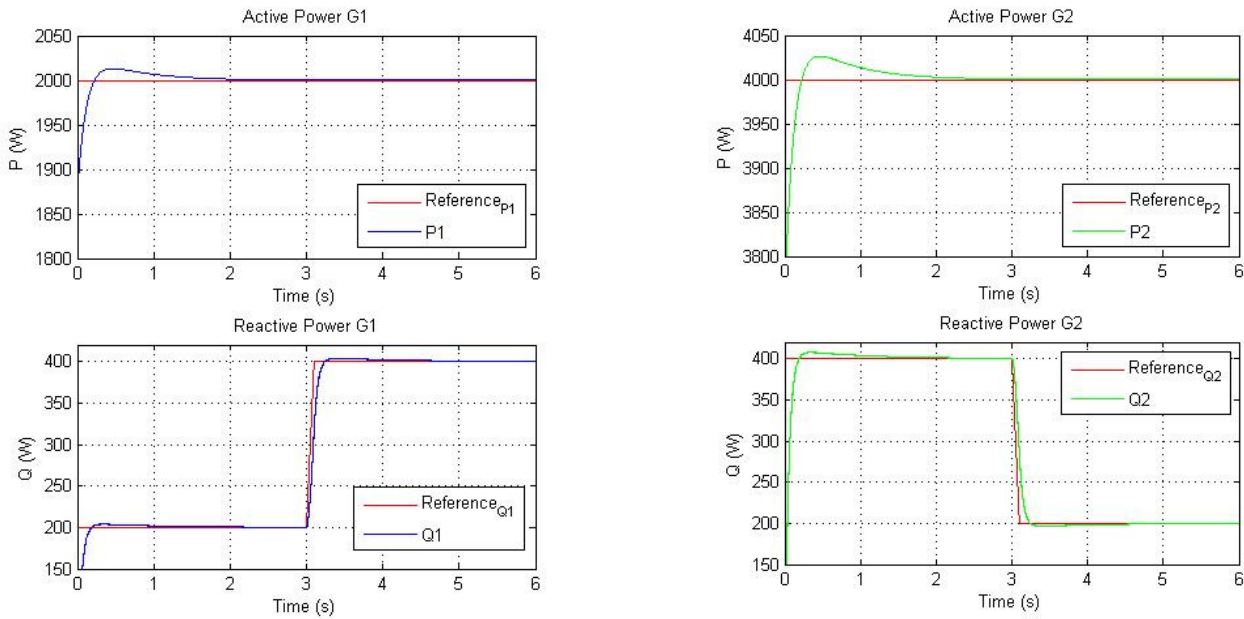 Active Power G1
2050
2000
1950
1900
1850
1800
P (W)
Reference_P1
P1
0 1 2 3 4 5 6
Time (s)
Active Power G2
4050
4000
3950
3900
3850
3800
P (W)
Reference_P2
P2
0 1 2 3 4 5 6
Time (s)
Reactive Power G1
400
350
300
250
200
150
Q (W)
Reference_Q1
Q1
0 1 2 3 4 5 6
Time (s)
Reactive Power G2
400
350
300
250
200
150
Q (W)
Reference_Q2
Q2
0 1 2 3 4 5 6
Time (s)